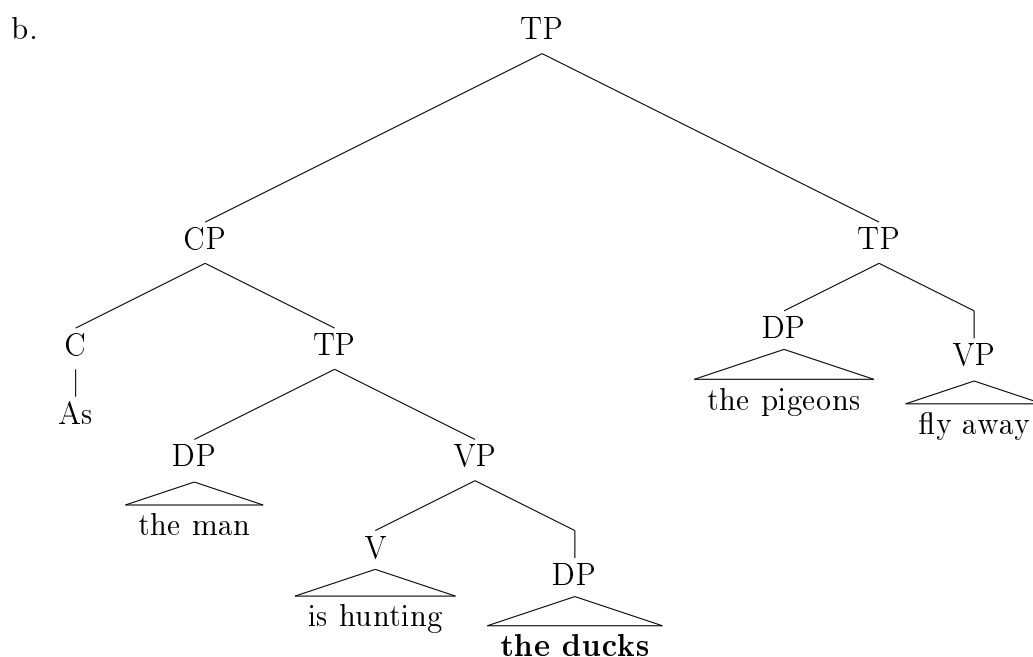 b.
TP
CP TP
C TP DP VP
As the pigeons fly away
DP VP
the man
V DP
is hunting the ducks